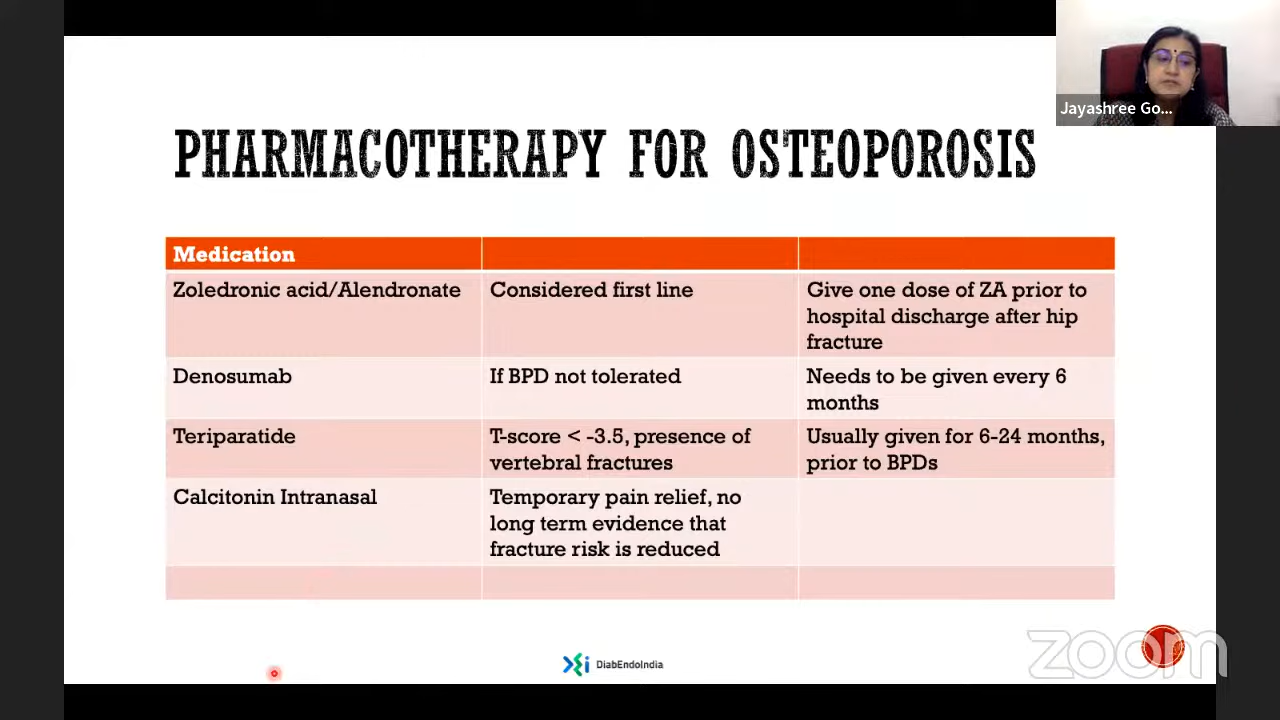 Jayashree Go...
PHARMACOTHERAPY FOR OSTEOPOROSIS
Medication
Zoledronic acid/Alendronate
Considered first line
Give one dose of ZA prior to
hospital discharge after hip
fracture
Denosumab
If BPD not tolerated
Needs to be given every 6
months
Teriparatide
T-score < -3.5, presence of
vertebral fractures
Usually given for 6-24 months,
prior to BPDs
Calcitonin Intranasal
Temporary pain relief, no
long term evidence that
fracture risk is reduced
DiabEndoIndia
zoom